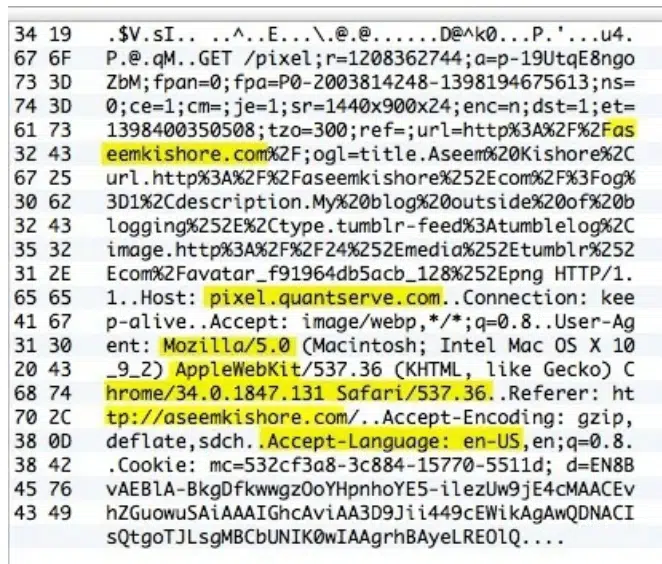 34 19 .$V.sI.. ..^..E...\.@.@......D@^k0...P.'...u4.
67 6F P.@.qM..GET /pixel;r=1208362744;a=p-19UtqE8ngo
73 3D ZbM;fpan=0;fpa=P0-2003814248-1398194675613;ns=
74 3D 0;ce=1;cm=;je=1;sr=1440x900x24;enc=n;dst=1;et=
61 73 1398400350508;tzo=300;ref=;url=http%3A%2F%2Fas
32 43 eemkishore.com%2F;ogl=title.Aseem%20Kishore%2C
67 25 url.http%3A%2F%2Faseemkishore%252Ecom%2F%3Fog%
30 62 3D1%2Cdescription.My%20blog%20outside%20of%20b
32 43 logging%252E%2Ctype.tumblr-feed%3Atumblelog%2C
35 32 image.http%3A%2F%2F24%252Emedia%252Etumblr%252
31 2E Ecom%2Favatar_f91964db5acb_128%252Epng HTTP/1.
65 65 1..Host: pixel.quantserve.com..Connection: kee
41 67 p-alive..Accept: image/webp,*/*;q=0.8..User-Ag
31 30 ent: Mozilla/5.0 (Macintosh; Intel Mac OS X 10
20 43 _9_2) AppleWebKit/537.36 (KHTML, like Gecko) C
68 74 hrome/34.0.1847.131 Safari/537.36..Referer: ht
70 2C tp://aseemkishore.com/..Accept-Encoding: gzip,
38 0D deflate,sdch..Accept-Language: en-US,en;q=0.8.
38 42 .Cookie: mc=532cf3a8-3c884-15770-5511d; d=EN8B
45 76 vAEBlA-BkgDfkwwgzOoYHpnhoYE5-ilezUw9jE4cMAACEv
43 49 hZGuowuSAiAAAIGhcAviAA3D9Jii449cEWikAgAwQDNACI
sQtgoTJLsgMBCbUNIK0wIAAgrhBAyeLREOlQ....